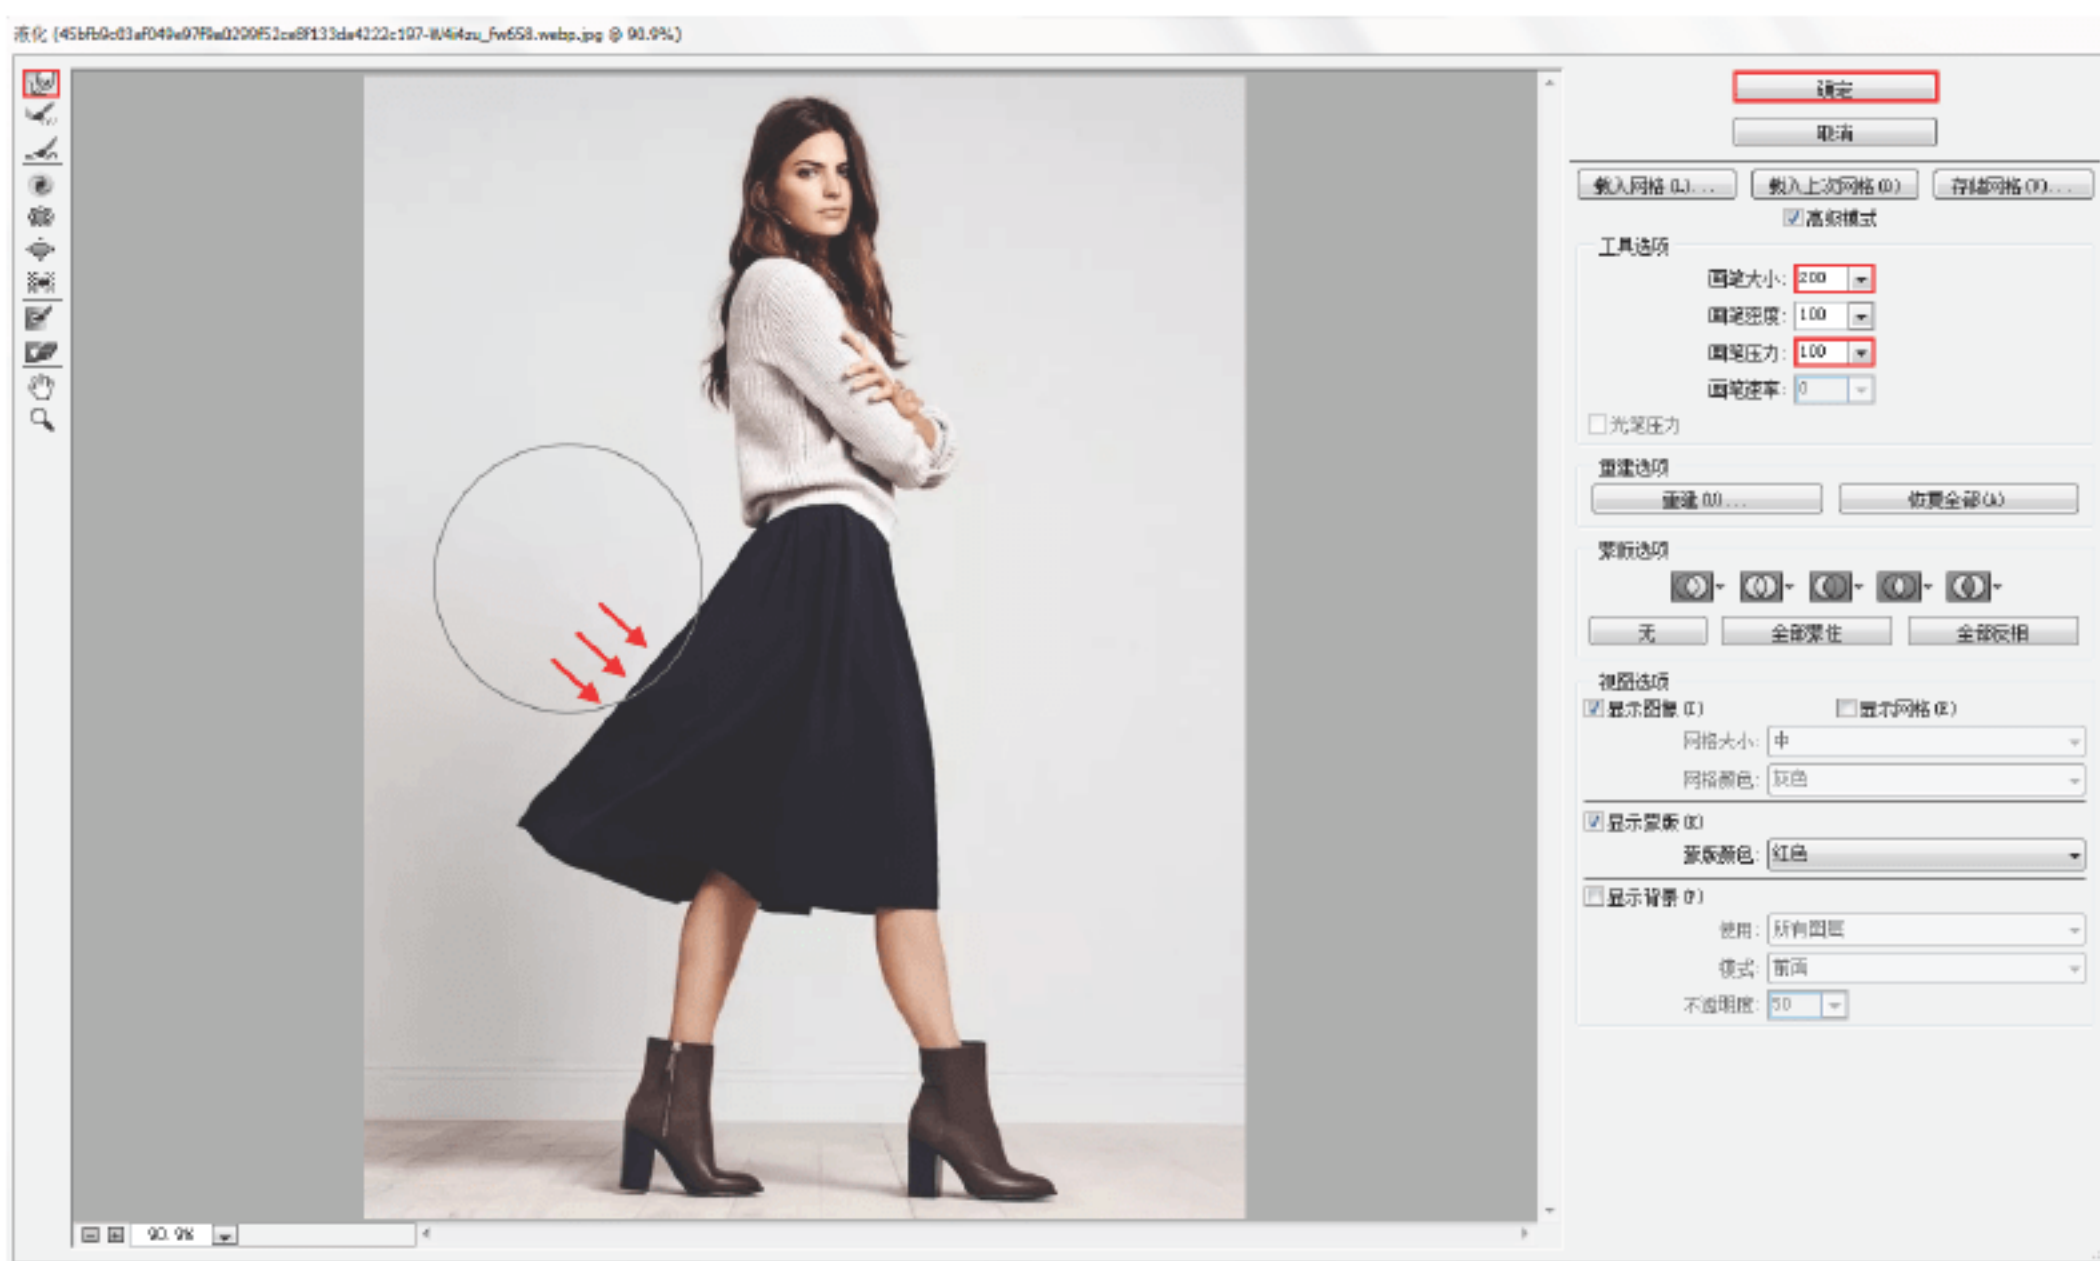 液化 (45bfb9c03af049e97f9a0299f52ce8f133da4222c197-W4i4zu_fw658.webp.jpg @ 90.9%)
确定
取消
载入网格(L)... 载入上次网格(O) 存储网格(V)...
高级模式
工具选项
画笔大小: 200
画笔密度: 100
画笔压力: 100
画笔速率: 0
光笔压力
重建选项
重建(U)... 恢复全部(A)
蒙版选项
无 全部蒙住 全部反相
视图选项
显示图像(I) 显示网格(E)
网格大小: 中
网格颜色: 灰色
显示蒙版(K)
蒙版颜色: 红色
显示背景(P)
使用: 所有图层
模式: 前面
不透明度: 50
90.9%